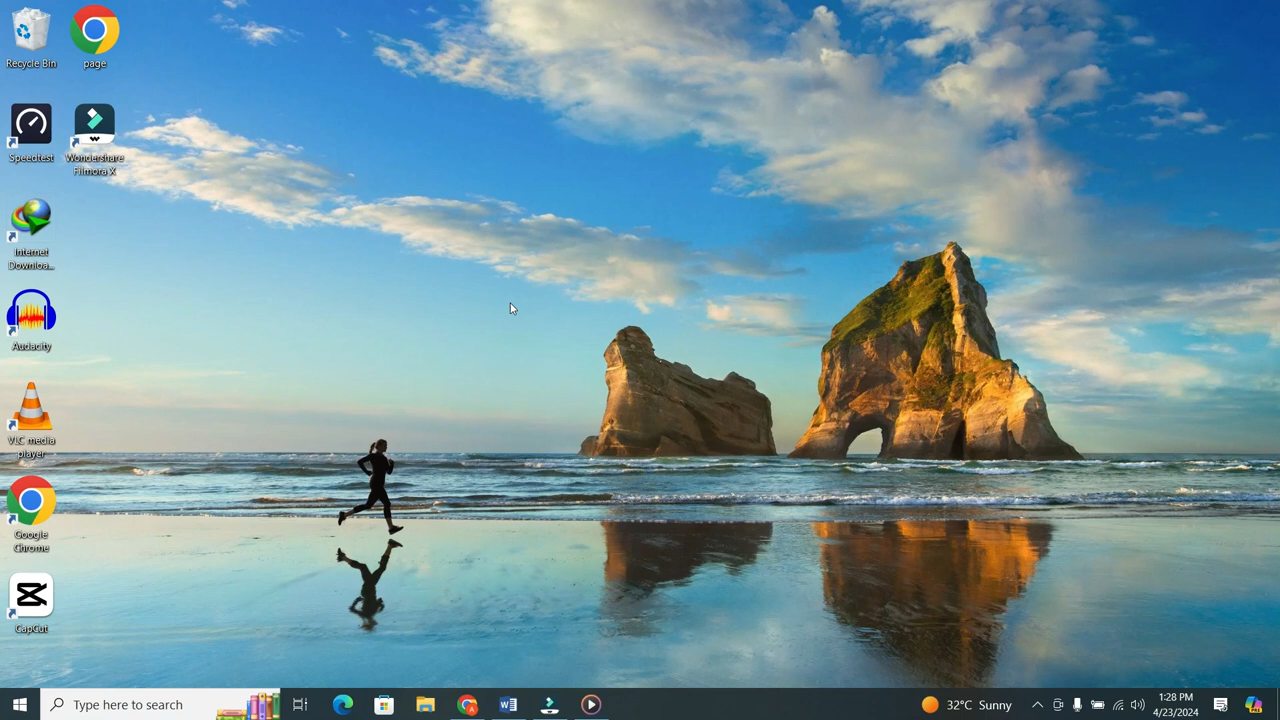 Recycle Bin
page
Speedtest
Wondershare
Filmora X
Internet
Downloa...
Audacity
VLC media
player
Google
Chrome
CapCut
Type here to search
32°C Sunny
1:28 PM
4/23/2024